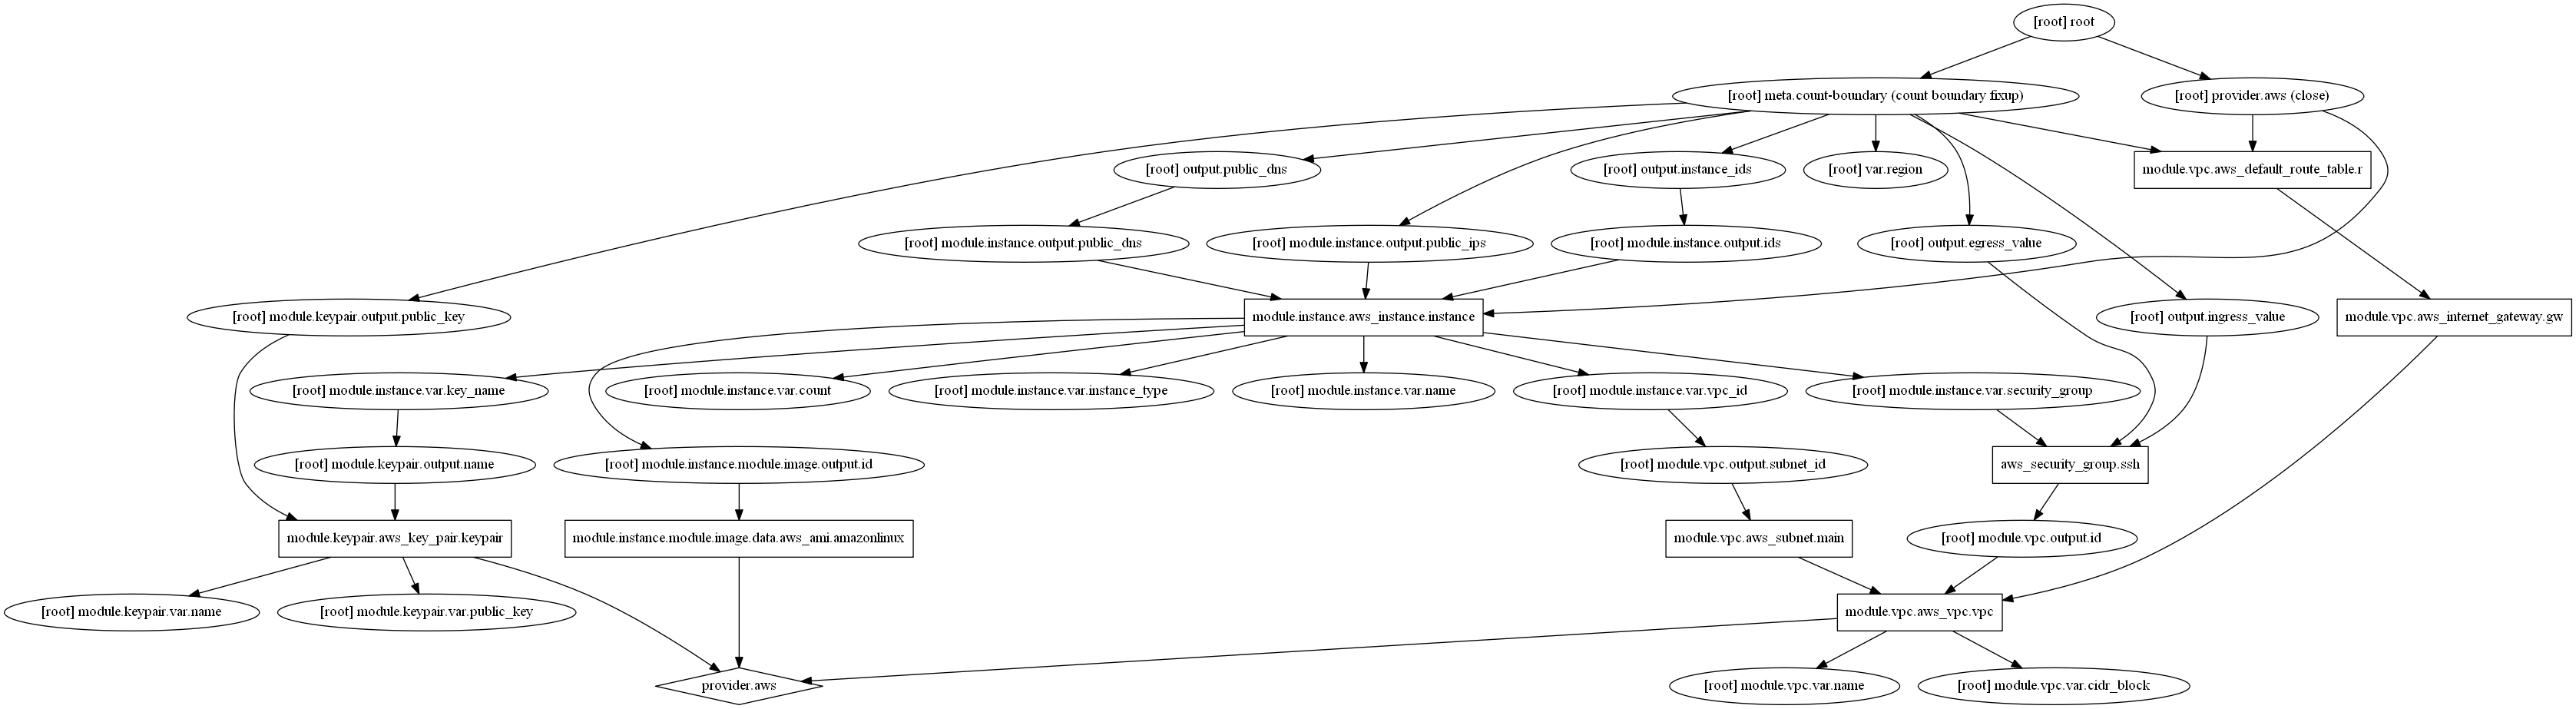 [root] root
[root] meta.count-boundary (count boundary fixup)
[root] provider.aws (close)
[root] output.public_dns
[root] output.instance_ids
[root] var.region
module.vpc.aws_default_route_table.r
[root] module.instance.output.public_dns
[root] module.instance.output.public_ips
[root] module.instance.output.ids
[root] output.egress_value
[root] module.keypair.output.public_key
module.instance.aws_instance.instance
[root] output.ingress_value
module.vpc.aws_internet_gateway.gw
[root] module.instance.var.key_name
[root] module.instance.var.count
[root] module.instance.var.instance_type
[root] module.instance.var.name
[root] module.instance.var.vpc_id
[root] module.instance.var.security_group
[root] module.keypair.output.name
[root] module.instance.module.image.output.id
[root] module.vpc.output.subnet_id
aws_security_group.ssh
module.keypair.aws_key_pair.keypair
module.instance.module.image.data.aws_ami.amazonlinux
module.vpc.aws_subnet.main
[root] module.vpc.output.id
[root] module.keypair.var.name
[root] module.keypair.var.public_key
module.vpc.aws_vpc.vpc
provider.aws
[root] module.vpc.var.name
[root] module.vpc.var.cidr_block